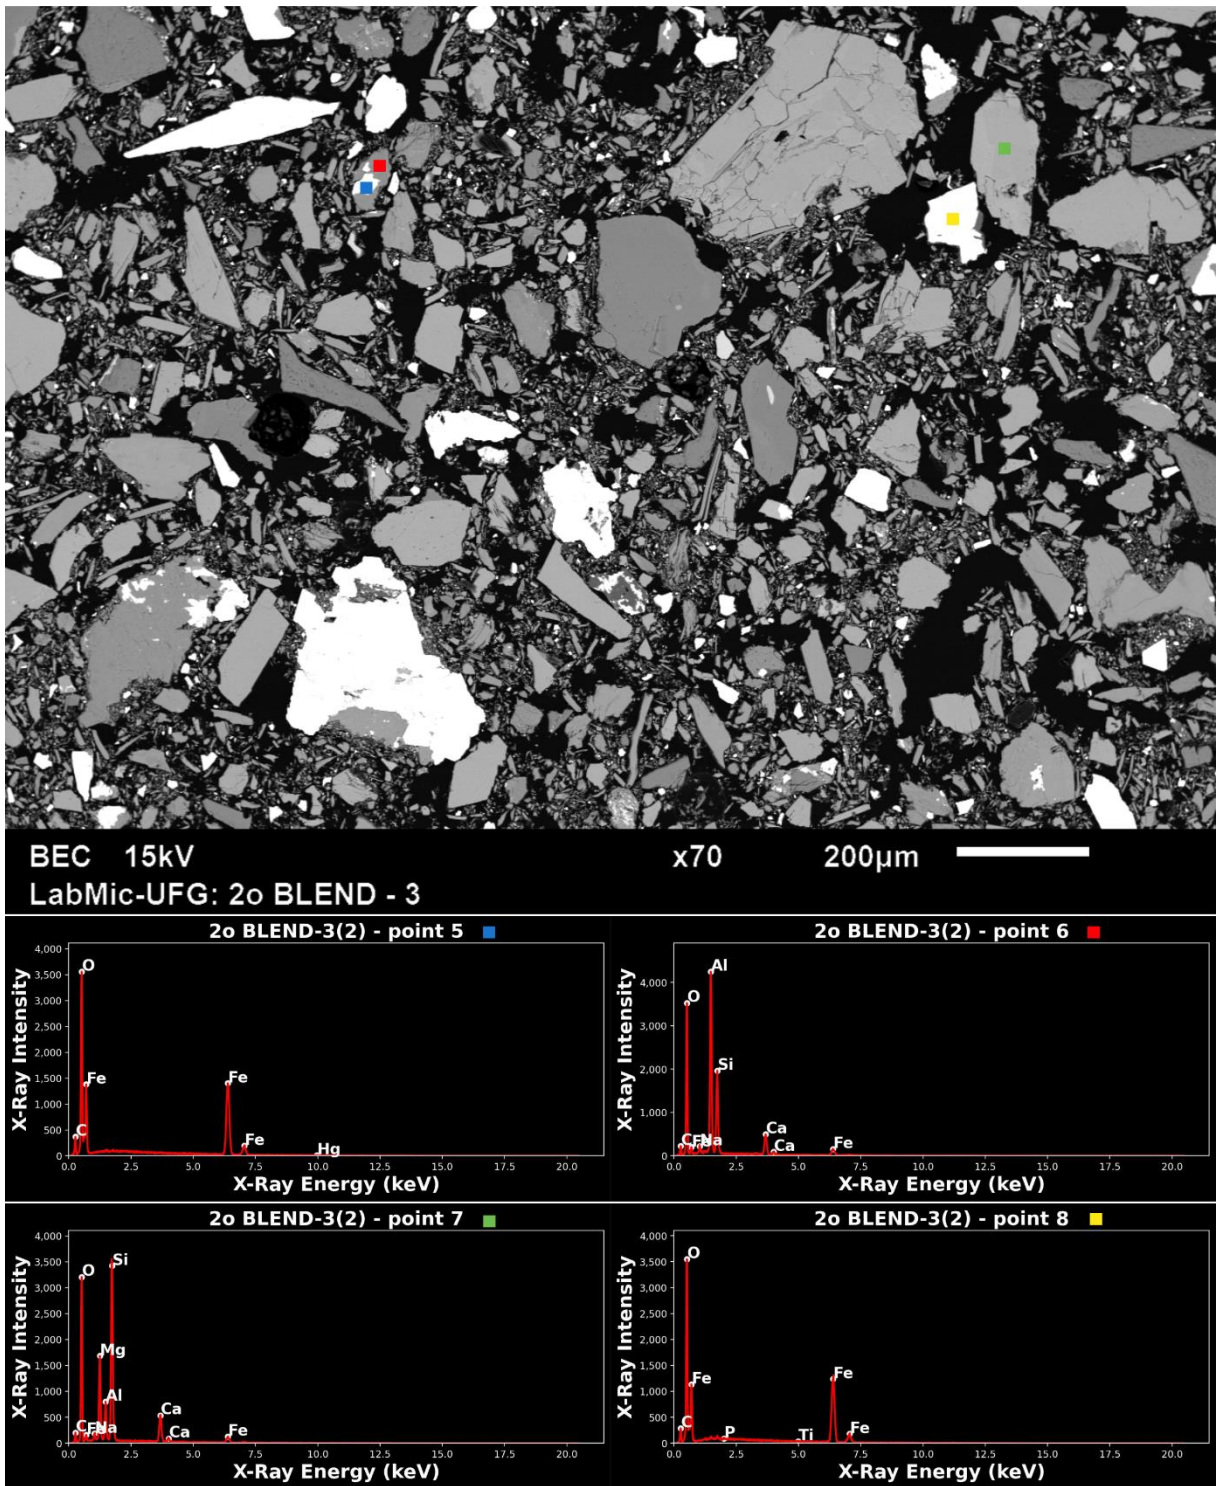 BEC 15kV x70 200µm
LabMic-UFG: 2o BLEND - 3
2o BLEND-3(2) - point 5
4,000
3,500
3,000
2,500
2,000
1,500
1,000
500
0
X-Ray Intensity
O
Fe
C
Fe
Fe
Hg
0.0 2.5 5.0 7.5 10.0 12.5 15.0 17.5 20.0
X-Ray Energy (keV)
2o BLEND-3(2) - point 6
4,000
3,000
2,000
1,000
0
X-Ray Intensity
Al
O
Si
C
Fe
Na
Ca
Ca
Fe
0.0 2.5 5.0 7.5 10.0 12.5 15.0 17.5 20.0
X-Ray Energy (keV)
2o BLEND-3(2) - point 7
4,000
3,500
3,000
2,500
2,000
1,500
1,000
500
0
X-Ray Intensity
Si
O
Mg
Al
C
Fe
Na
Ca
Ca
Fe
0.0 2.5 5.0 7.5 10.0 12.5 15.0 17.5 20.0
X-Ray Energy (keV)
2o BLEND-3(2) - point 8
4,000
3,500
3,000
2,500
2,000
1,500
1,000
500
0
X-Ray Intensity
O
Fe
C
P
Ti
Fe
Fe
0.0 2.5 5.0 7.5 10.0 12.5 15.0 17.5 20.0
X-Ray Energy (keV)